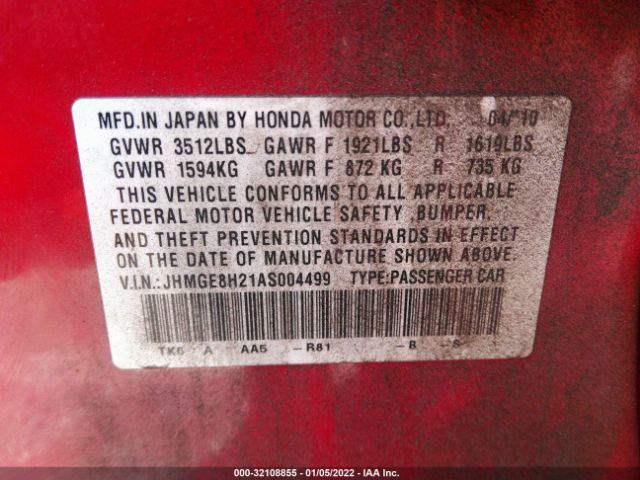 MFD.IN JAPAN BY HONDA MOTOR CO.,LTD. 04/10
GVWR 3512LBS GAWR F 1921LBS R 1619LBS
GVWR 1594KG GAWR F 872 KG R 735 KG
THIS VEHICLE CONFORMS TO ALL APPLICABLE
FEDERAL MOTOR VEHICLE SAFETY, BUMPER,
AND THEFT PREVENTION STANDARDS IN EFFECT
ON THE DATE OF MANUFACTURE SHOWN ABOVE.
V.I.N.:JHMGE8H21AS004499 TYPE:PASSENGER CAR
TK6 A AA5 -R81 -B -S
000-32108855 - 01/05/2022 - IAA Inc.